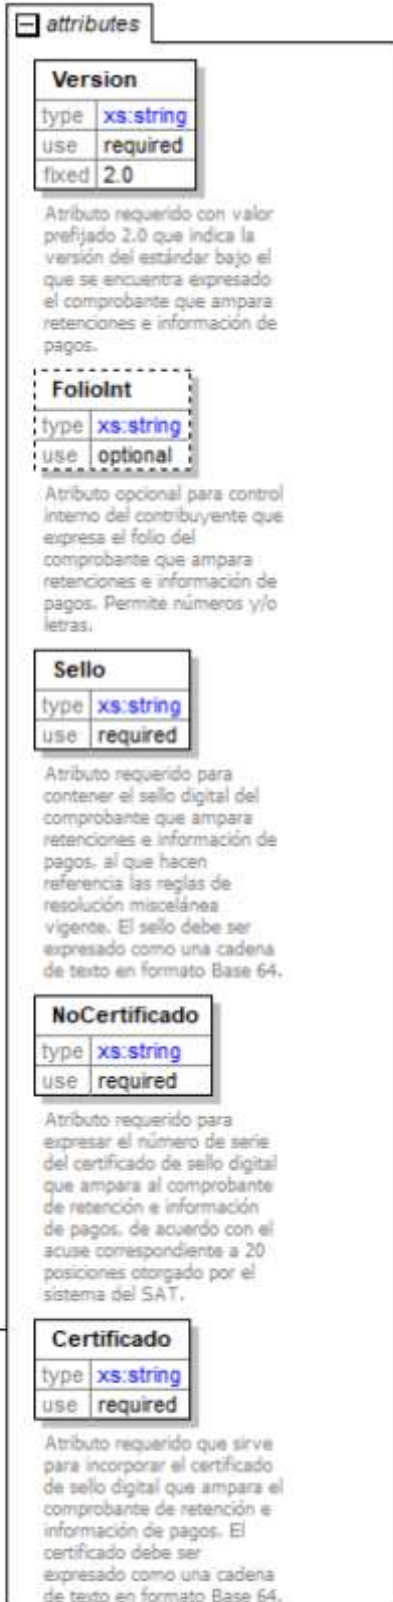 attributes
Version
type xs:string
use required
fixed 2.0
Atributo requerido con valor
prefijado 2.0 que indica la
versión del estándar bajo el
que se encuentra expresado
el comprobante que ampara
retenciones e información de
pagos.
FolioInt
type xs:string
use optional
Atributo opcional para control
interno del contribuyente que
expresa el folio del
comprobante que ampara
retenciones e información de
pagos. Permite números y/o
letras.
Sello
type xs:string
use required
Atributo requerido para
contener el sello digital del
comprobante que ampara
retenciones e información de
pagos, al que hacen
referencia las reglas de
resolución miscelánea
vigente. El sello debe ser
expresado como una cadena
de texto en formato Base 64.
NoCertificado
type xs:string
use required
Atributo requerido para
expresar el número de serie
del certificado de sello digital
que ampara al comprobante
de retención e información
de pagos, de acuerdo con el
acuse correspondiente a 20
posiciones otorgado por el
sistema del SAT.
Certificado
type xs:string
use required
Atributo requerido que sirve
para incorporar el certificado
de sello digital que ampara el
comprobante de retención e
información de pagos. El
certificado debe ser
expresado como una cadena
de texto en formato Base 64.